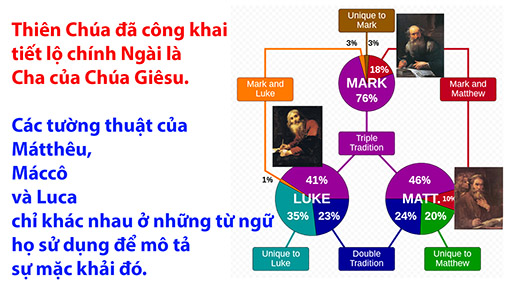 Thiên Chúa đã công khai
tiết lộ chính Ngài là
Cha của Chúa Giêsu.
Các tường thuật của
Mátthêu,
Máccô
và Luca
chỉ khác nhau ở những từ ngữ
họ sử dụng để mô tả
sự mặc khải đó.
Unique to
Mark
3%
3%
18%
MARK
76%
Mark and
Luke
Mark and
Matthew
Triple
Tradition
1%
41%
LUKE
35%
23%
46%
10%
MATT.
24%
20%
Unique to
Luke
Double
Tradition
Unique to
Matthew